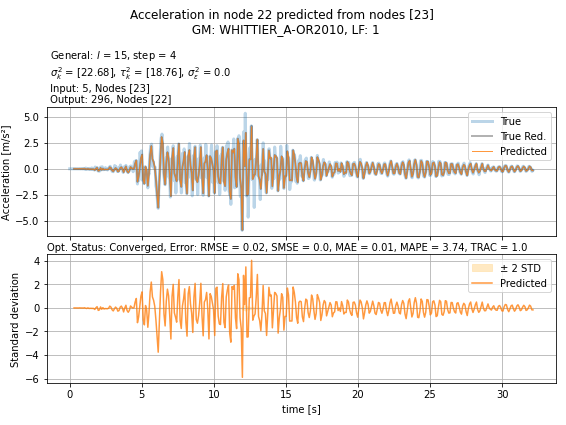 Acceleration in node 22 predicted from nodes [23]
GM: WHITTIER_A-OR2010, LF: 1
General: l = 15, step = 4
σ²ₖ = [22.68], τ²ₖ = [18.76], σ²ε = 0.0
Input: 5, Nodes [23]
Output: 296, Nodes [22]
Acceleration [m/s²]
5.0
2.5
0.0
−2.5
−5.0
True
True Red.
Predicted
Opt. Status: Converged, Error: RMSE = 0.02, SMSE = 0.0, MAE = 0.01, MAPE = 3.74, TRAC = 1.0
Standard deviation
4
2
0
−2
−4
−6
± 2 STD
Predicted
0 5 10 15 20 25 30
time [s]